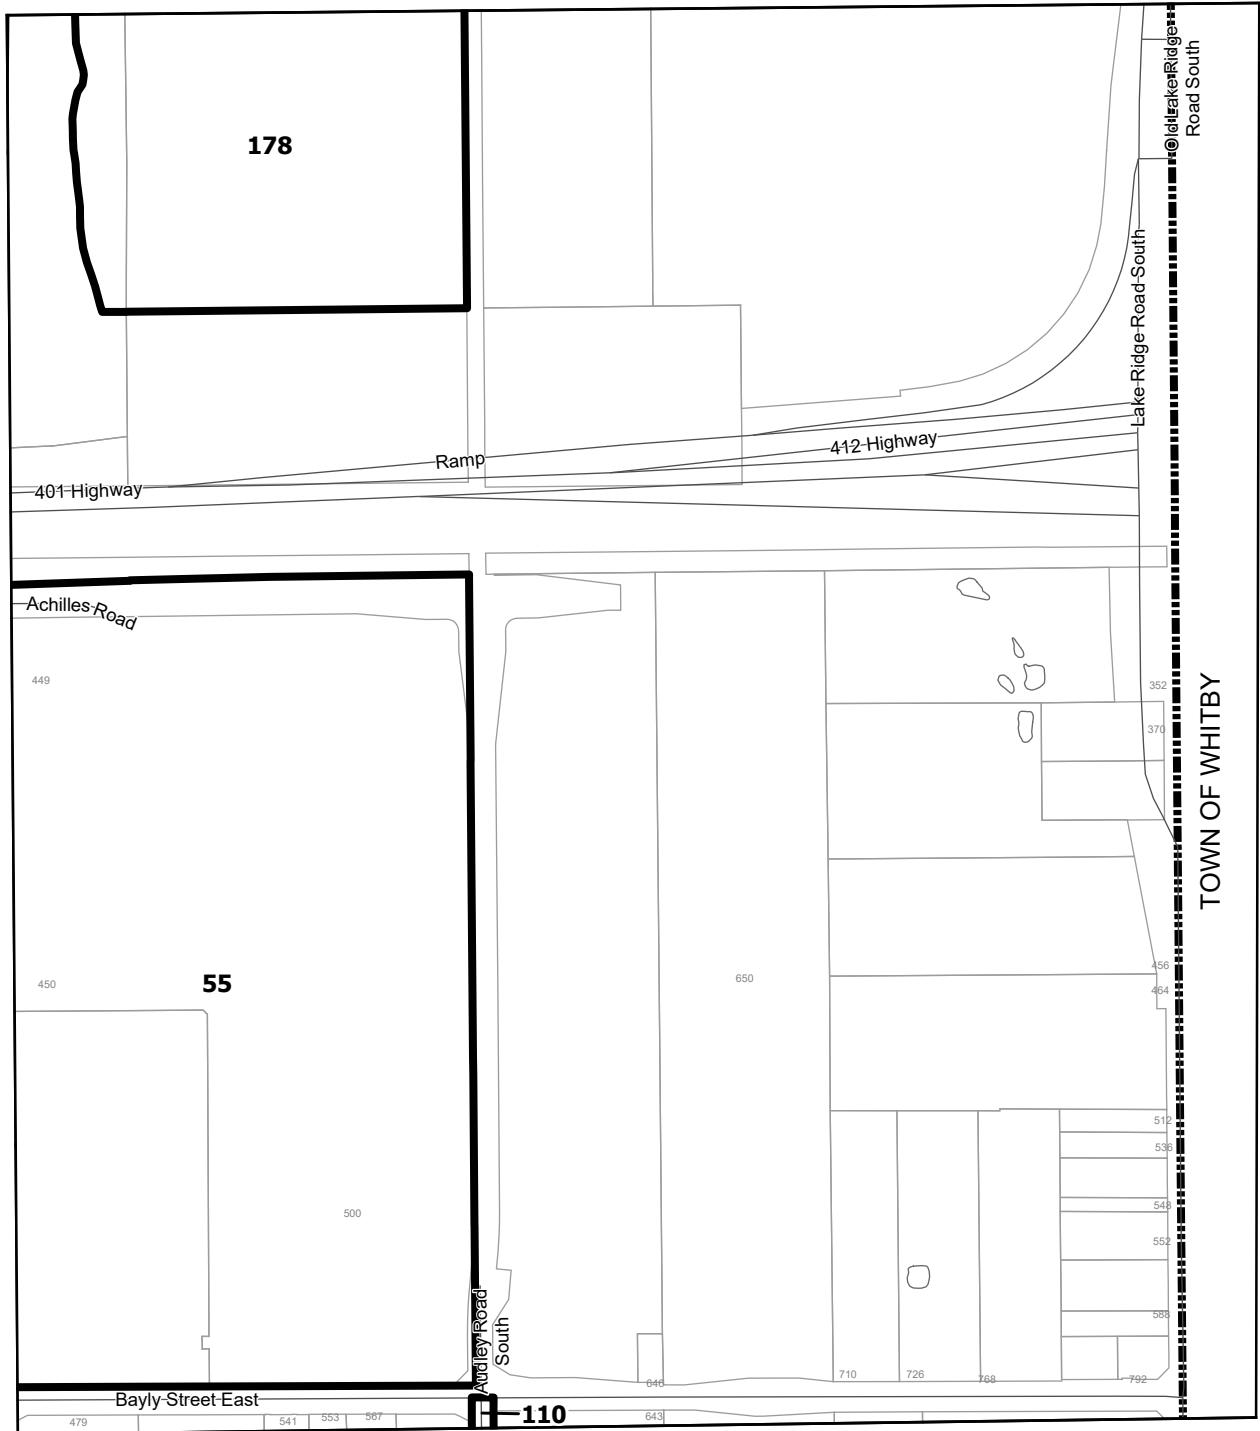 Old Lake Ridge
Road South
178
Lake Ridge Road South
412 Highway
Ramp
401 Highway
Achilles Road
449
352
TOWN OF WHITBY
370
456
650
55
450
464
512
536
548
500
552
588
Audley Road
South
710
726
768
792
646
Bayly Street East
110
479
541
553
567
643